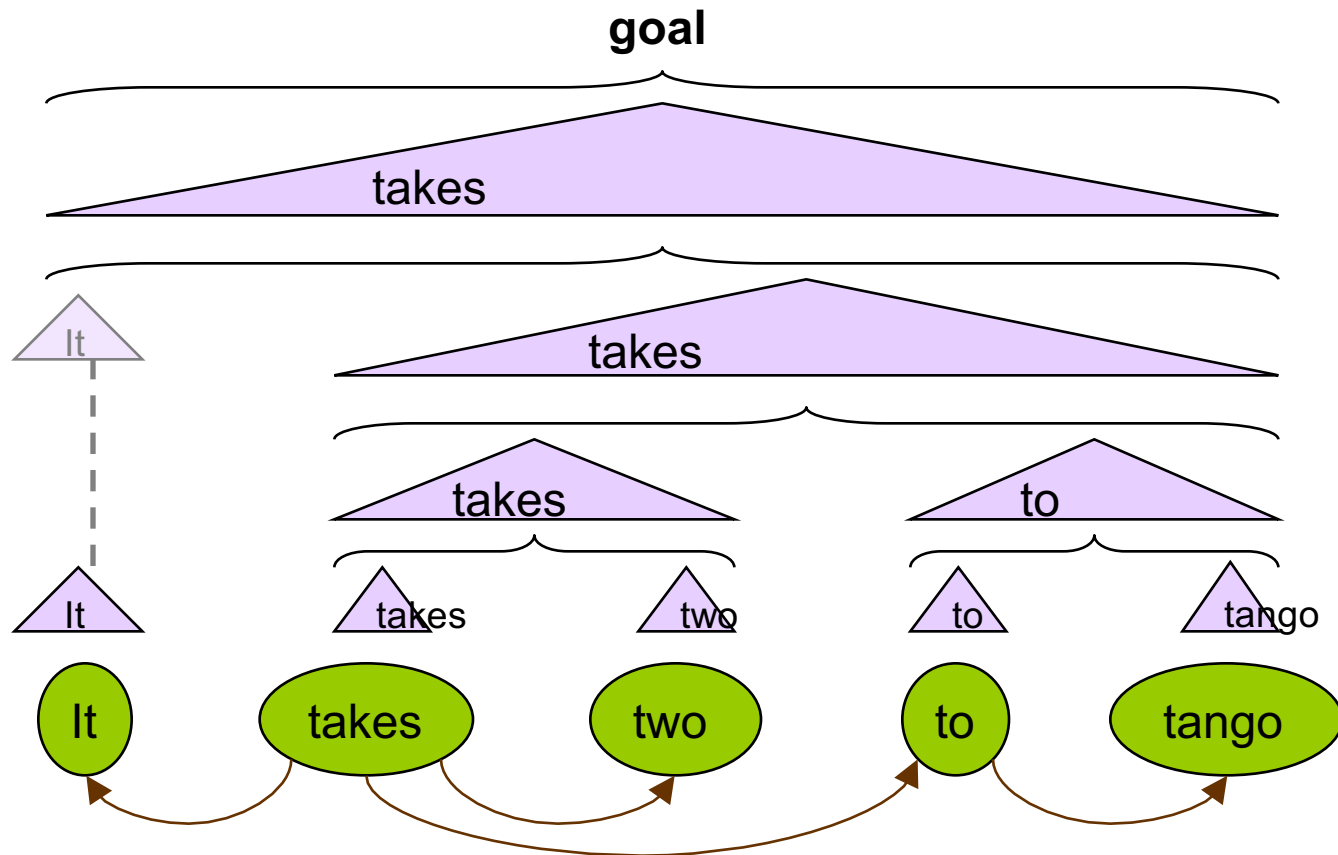 goal
takes
It
takes
takes to
It takes two to tango
It takes two to tango